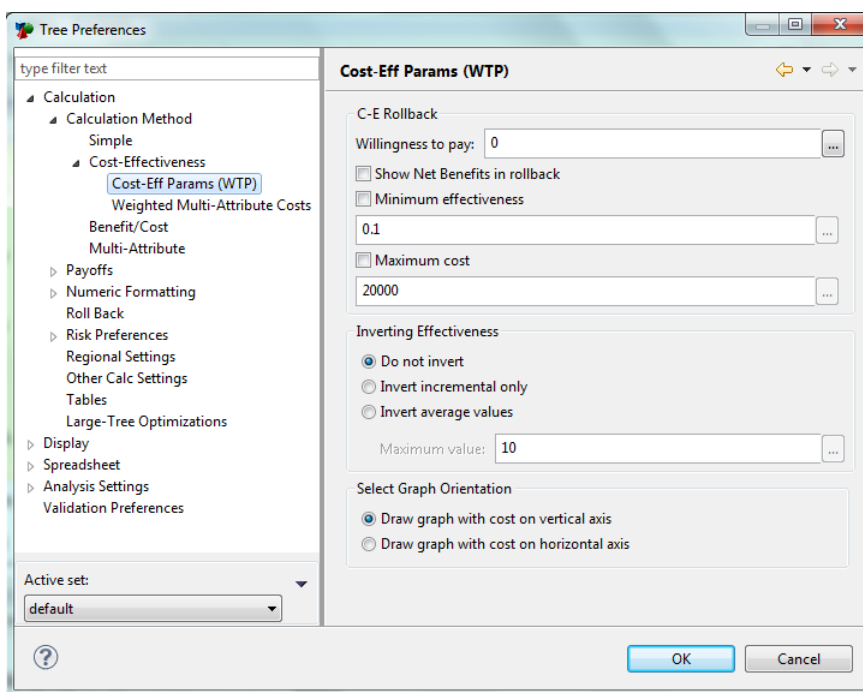 Tree Preferences
type filter text
Calculation
Calculation Method
Simple
Cost-Effectiveness
Cost-Eff Params (WTP)
Weighted Multi-Attribute Costs
Benefit/Cost
Multi-Attribute
Payoffs
Numeric Formatting
Roll Back
Risk Preferences
Regional Settings
Other Calc Settings
Tables
Large-Tree Optimizations
Display
Spreadsheet
Analysis Settings
Validation Preferences
Active set:
default
Cost-Eff Params (WTP)
C-E Rollback
Willingness to pay: 0 ...
Show Net Benefits in rollback
Minimum effectiveness
0.1 ...
Maximum cost
20000 ...
Inverting Effectiveness
Do not invert
Invert incremental only
Invert average values
Maximum value: 10 ...
Select Graph Orientation
Draw graph with cost on vertical axis
Draw graph with cost on horizontal axis
? OK Cancel